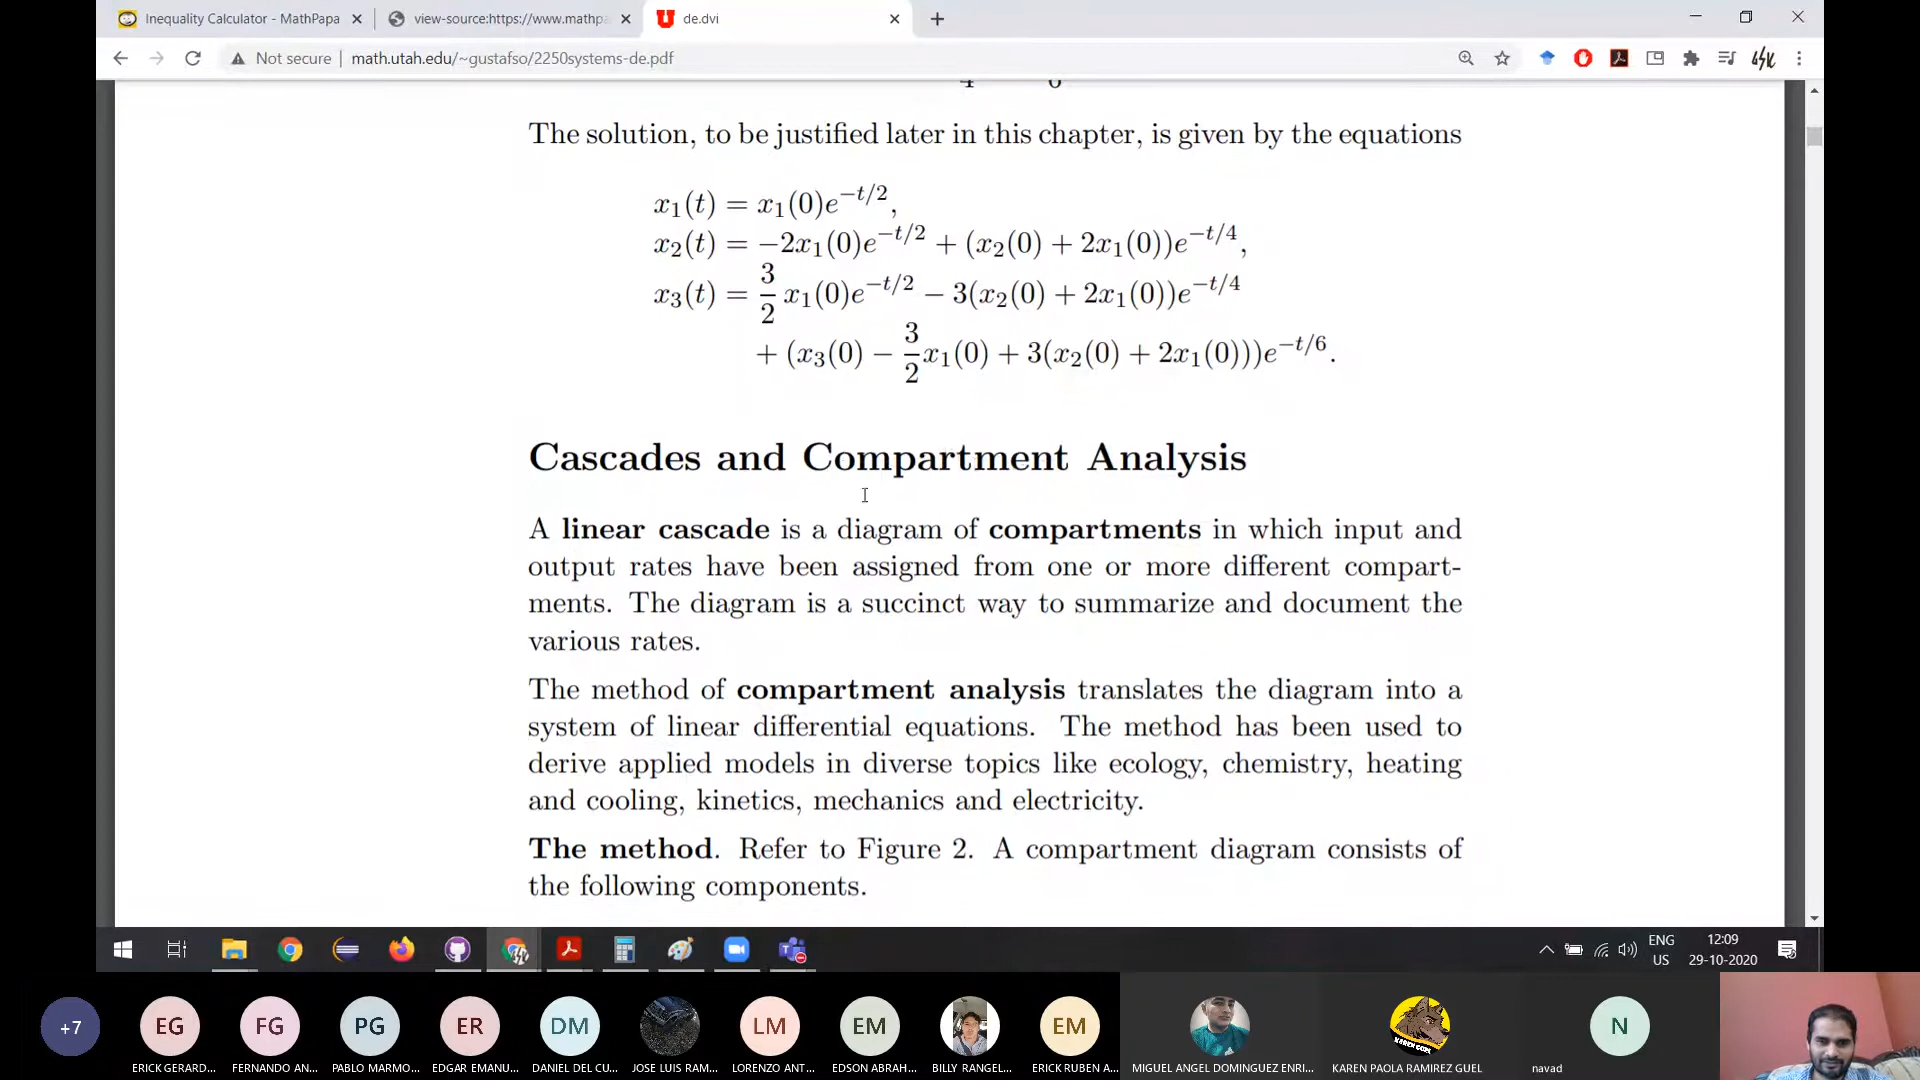 Inequality Calculator - MathPapa
view-source:https://www.mathpa
de.dvi
Not secure | math.utah.edu/~gustafso/2250systems-de.pdf
The solution, to be justified later in this chapter, is given by the equations
x₁(t) = x₁(0)e^{−t/2},
x₂(t) = −2x₁(0)e^{−t/2} + (x₂(0) + 2x₁(0))e^{−t/4},
x₃(t) = 3/2 x₁(0)e^{−t/2} − 3(x₂(0) + 2x₁(0))e^{−t/4}
+ (x₃(0) − 3/2 x₁(0) + 3(x₂(0) + 2x₁(0)))e^{−t/6}.
Cascades and Compartment Analysis
A linear cascade is a diagram of compartments in which input and
output rates have been assigned from one or more different compart-
ments. The diagram is a succinct way to summarize and document the
various rates.
The method of compartment analysis translates the diagram into a
system of linear differential equations. The method has been used to
derive applied models in diverse topics like ecology, chemistry, heating
and cooling, kinetics, mechanics and electricity.
The method. Refer to Figure 2. A compartment diagram consists of
the following components.
ENG
US
12:09
29-10-2020
+7
EG
FG
PG
ER
DM
LM
EM
EM
N
KAREN GUEL
ERICK GERARD...
FERNANDO AN...
PABLO MARMO...
EDGAR EMANU...
DANIEL DEL CU...
JOSE LUIS RAM...
LORENZO ANT...
EDSON ABRAH...
BILLY RANGEL...
ERICK RUBEN A...
MIGUEL ANGEL DOMINGUEZ ENRI...
KAREN PAOLA RAMIREZ GUEL
navad